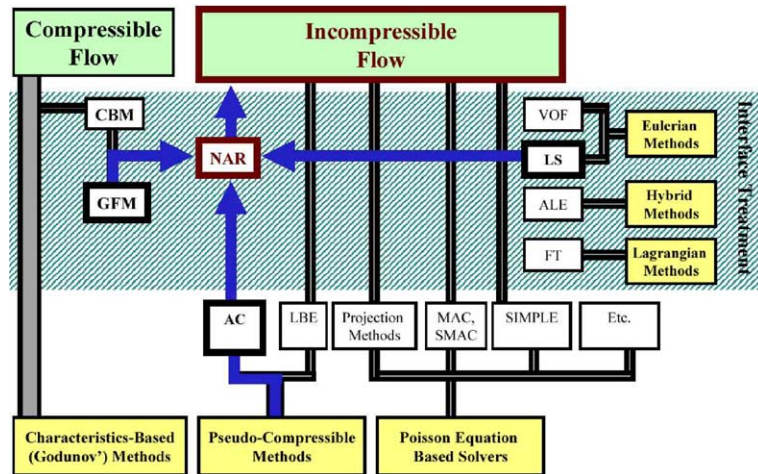 Compressible
Flow
Incompressible
Flow
CBM
NAR
GFM
VOF
LS
ALE
FT
Eulerian
Methods
Hybrid
Methods
Lagrangian
Methods
Interface Treatment
AC
LBE
Projection
Methods
MAC,
SMAC
SIMPLE
Etc.
Characteristics-Based
(Godunov') Methods
Pseudo-Compressible
Methods
Poisson Equation
Based Solvers